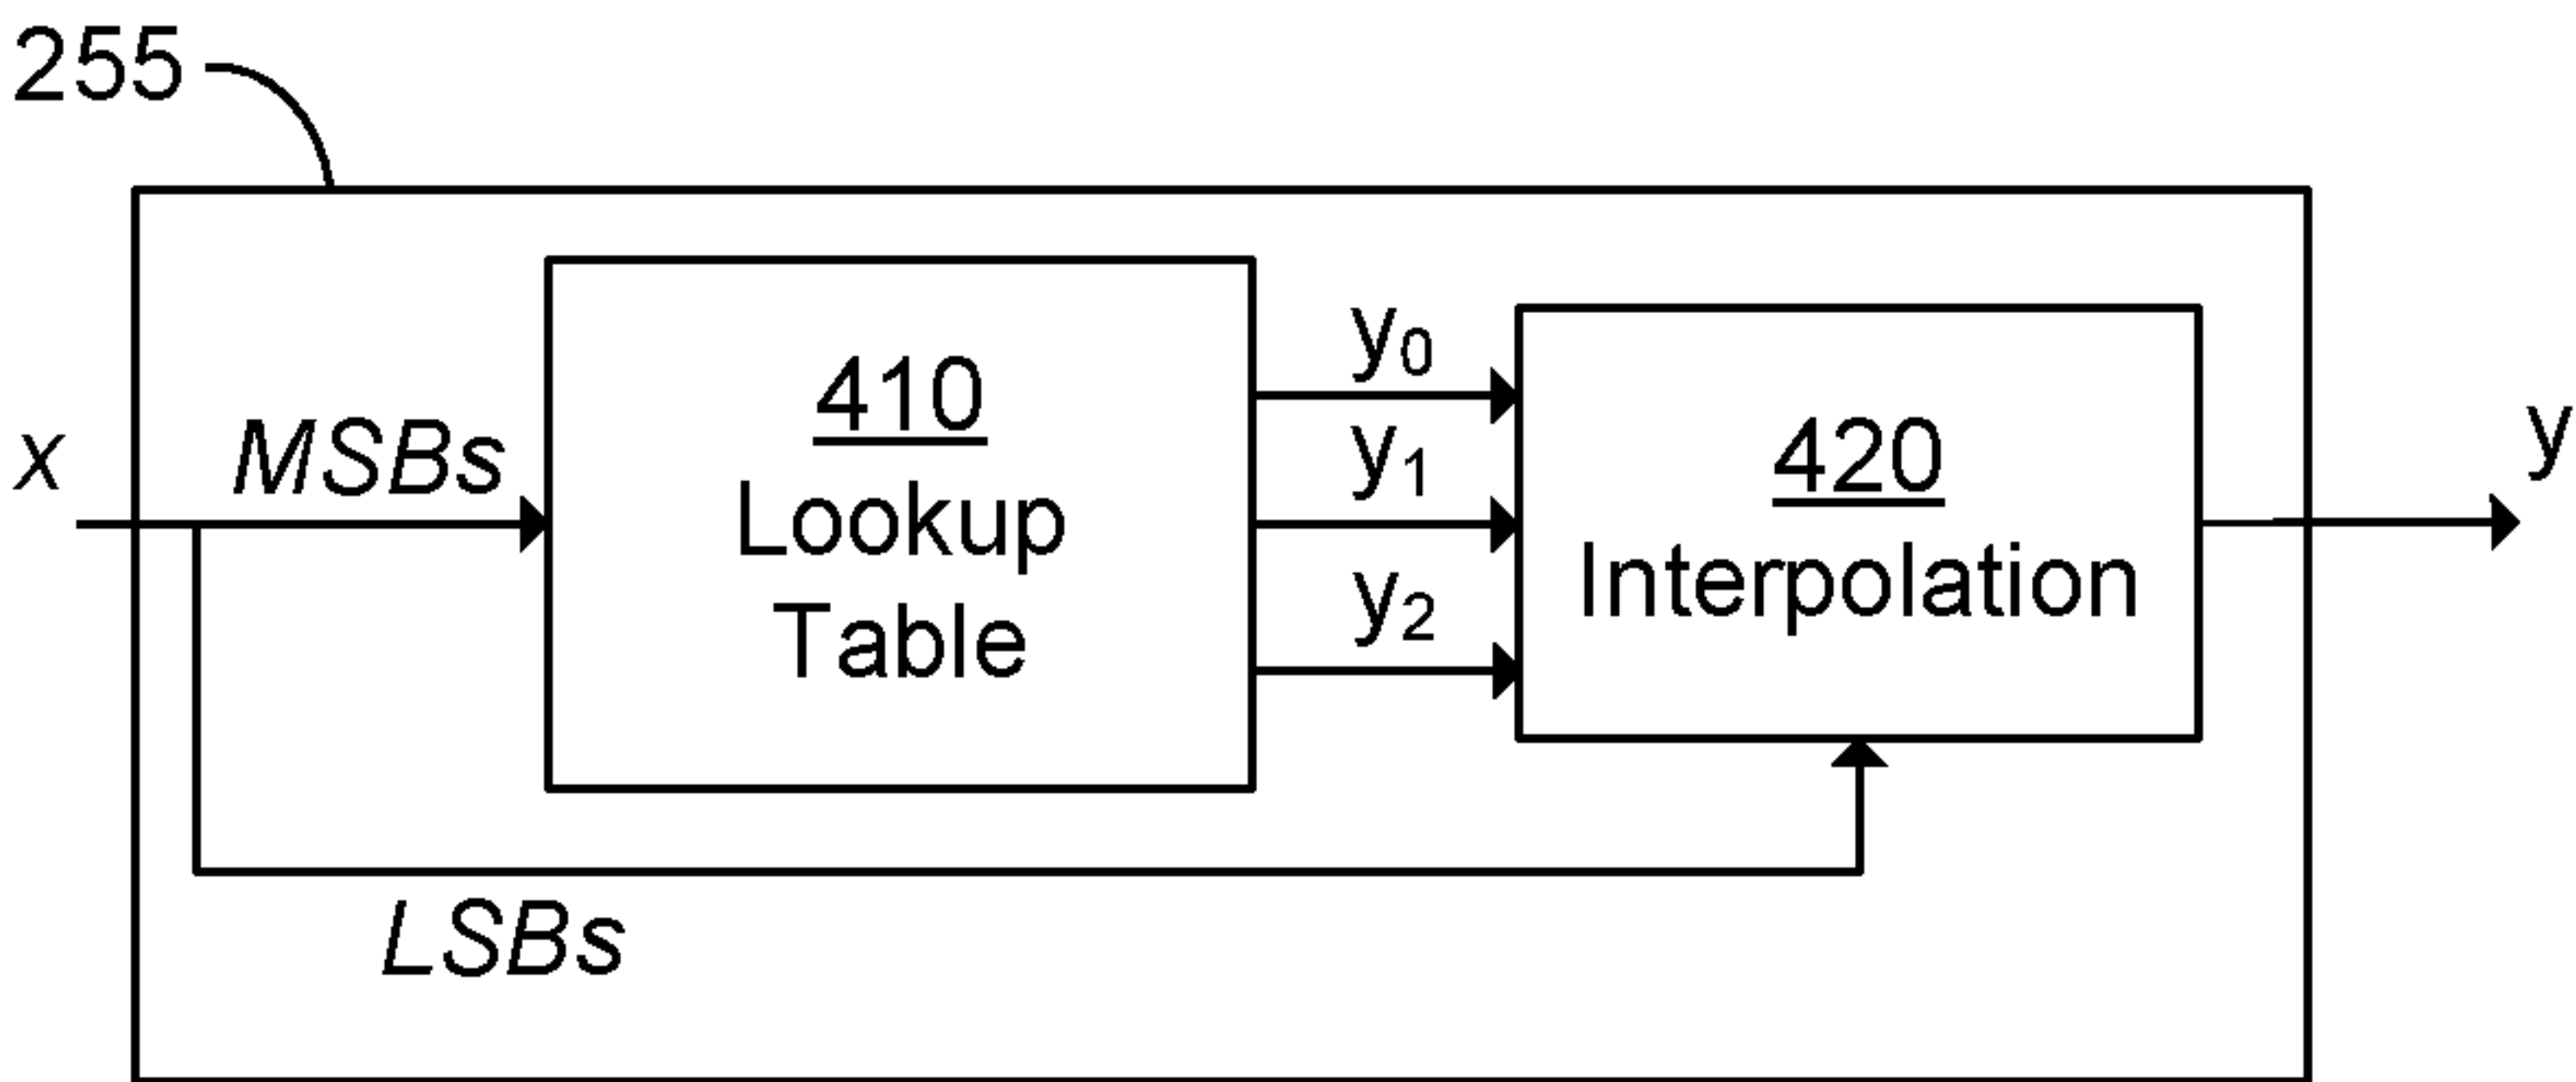 255
x
MSBs
410
Lookup
Table
y₀
y₁
y₂
420
Interpolation
y
LSBs